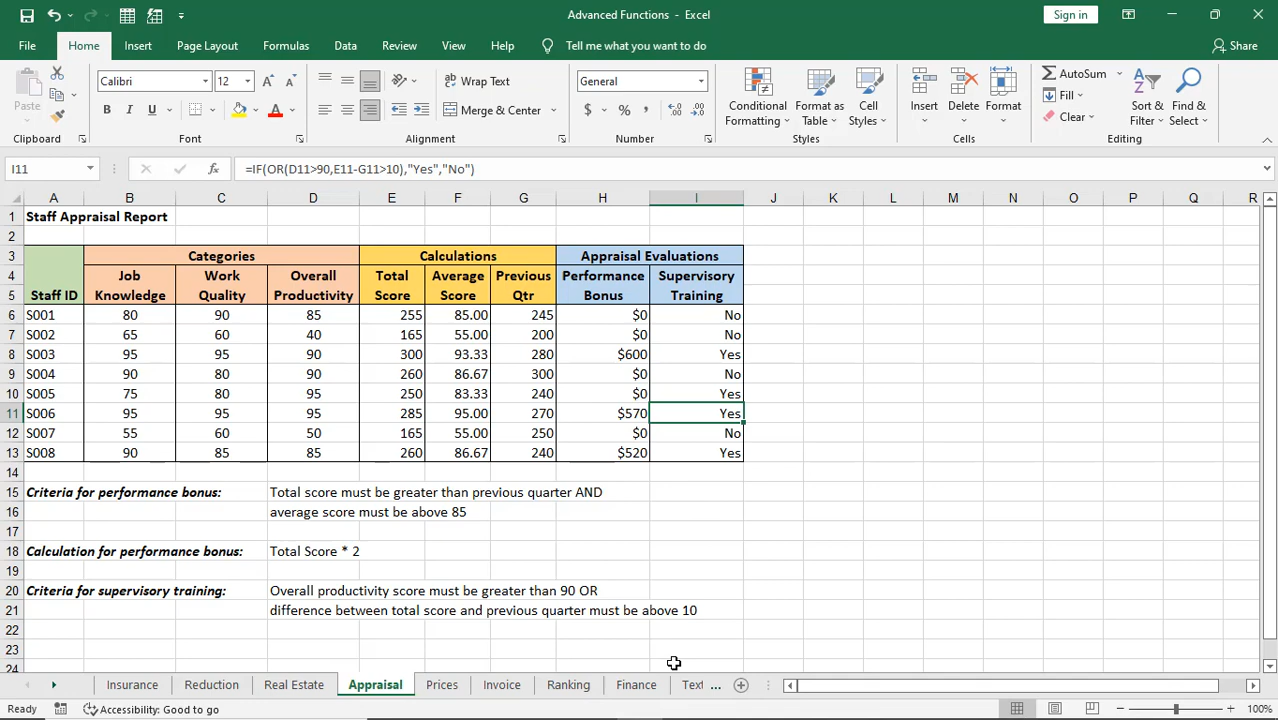 Advanced Functions - Excel
Sign in
File Home Insert Page Layout Formulas Data Review View Help Tell me what you want to do Share
Paste
Calibri 12
B I U
Wrap Text
Merge & Center
General
$ % ,
Conditional Formatting
Format as Table
Cell Styles
Insert Delete Format
AutoSum
Fill
Clear
Sort & Filter
Find & Select
Clipboard Font Alignment Number Styles Cells Editing
I11 fx =IF(OR(D11>90,E11-G11>10),"Yes","No")
A B C D E F G H I J K L M N O P Q R
1 Staff Appraisal Report
2
3 Categories Calculations Appraisal Evaluations
4 Job Work Overall Total Average Previous Performance Supervisory
5 Staff ID Knowledge Quality Productivity Score Score Qtr Bonus Training
6 S001 80 90 85 255 85.00 245 $0 No
7 S002 65 60 40 165 55.00 200 $0 No
8 S003 95 95 90 300 93.33 280 $600 Yes
9 S004 90 80 90 260 86.67 300 $0 No
10 S005 75 80 95 250 83.33 240 $0 Yes
11 S006 95 95 95 285 95.00 270 $570 Yes
12 S007 55 60 50 165 55.00 250 $0 No
13 S008 90 85 85 260 86.67 240 $520 Yes
14
15 Criteria for performance bonus: Total score must be greater than previous quarter AND
16 average score must be above 85
17
18 Calculation for performance bonus: Total Score * 2
19
20 Criteria for supervisory training: Overall productivity score must be greater than 90 OR
21 difference between total score and previous quarter must be above 10
22
23
24
Insurance Reduction Real Estate Appraisal Prices Invoice Ranking Finance Text ...
Ready Accessibility: Good to go 100%